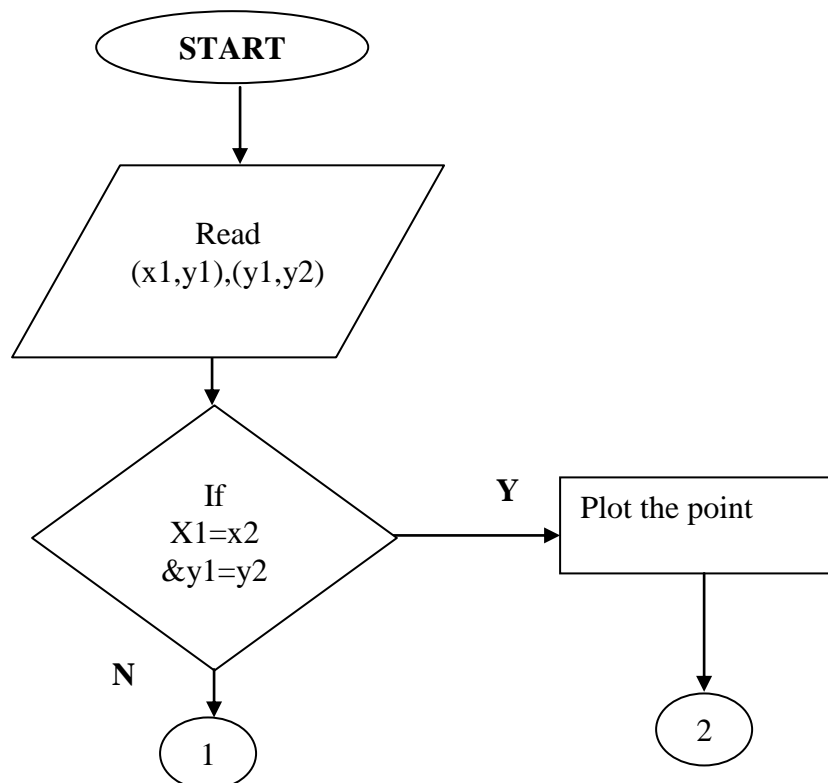 START
Read
(x1,y1),(y1,y2)
If
X1=x2
&y1=y2
Y
Plot the point
N
1
2